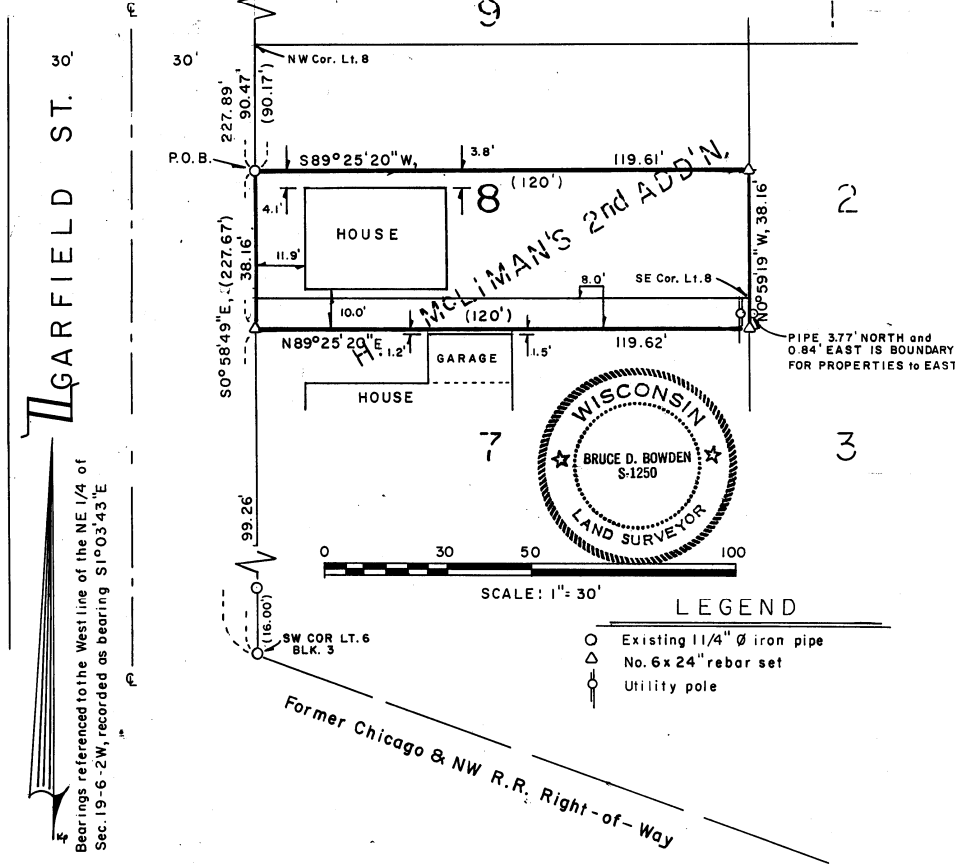 9
℄
30'
30'
NW Cor. Lt. 8
GARFIELD ST.
227.89'
90.47'
(90.17')
P.O.B.
S89°25'20"W,
3.8'
119.61'
(120')
4.1'
8
2
HOUSE
H. McLIMAN'S 2nd ADD'N.
11.9'
S0°58'49"E, (227.67')
38.16'
N0°59'19"W, 38.16'
8.0'
SE Cor. Lt. 8
10.0'
(120')
N89°25'20"E
1.2'
1.5'
119.62'
GARAGE
HOUSE
PIPE 3.77' NORTH and
0.84' EAST IS BOUNDARY
FOR PROPERTIES to EAST
7
3
WISCONSIN
BRUCE D. BOWDEN
S-1250
LAND SURVEYOR
99.26'
0 30 50 100
SCALE: 1"= 30'
(16.00')
SW COR LT. 6
BLK. 3
LEGEND
Existing 1 1/4" Ø iron pipe
No. 6 x 24" rebar set
Utility pole
℄
Former Chicago & NW R.R. Right-of-Way
Bearings referenced to the West line of the NE 1/4 of
Sec. 19-6-2W, recorded as bearing S1°03'43"E